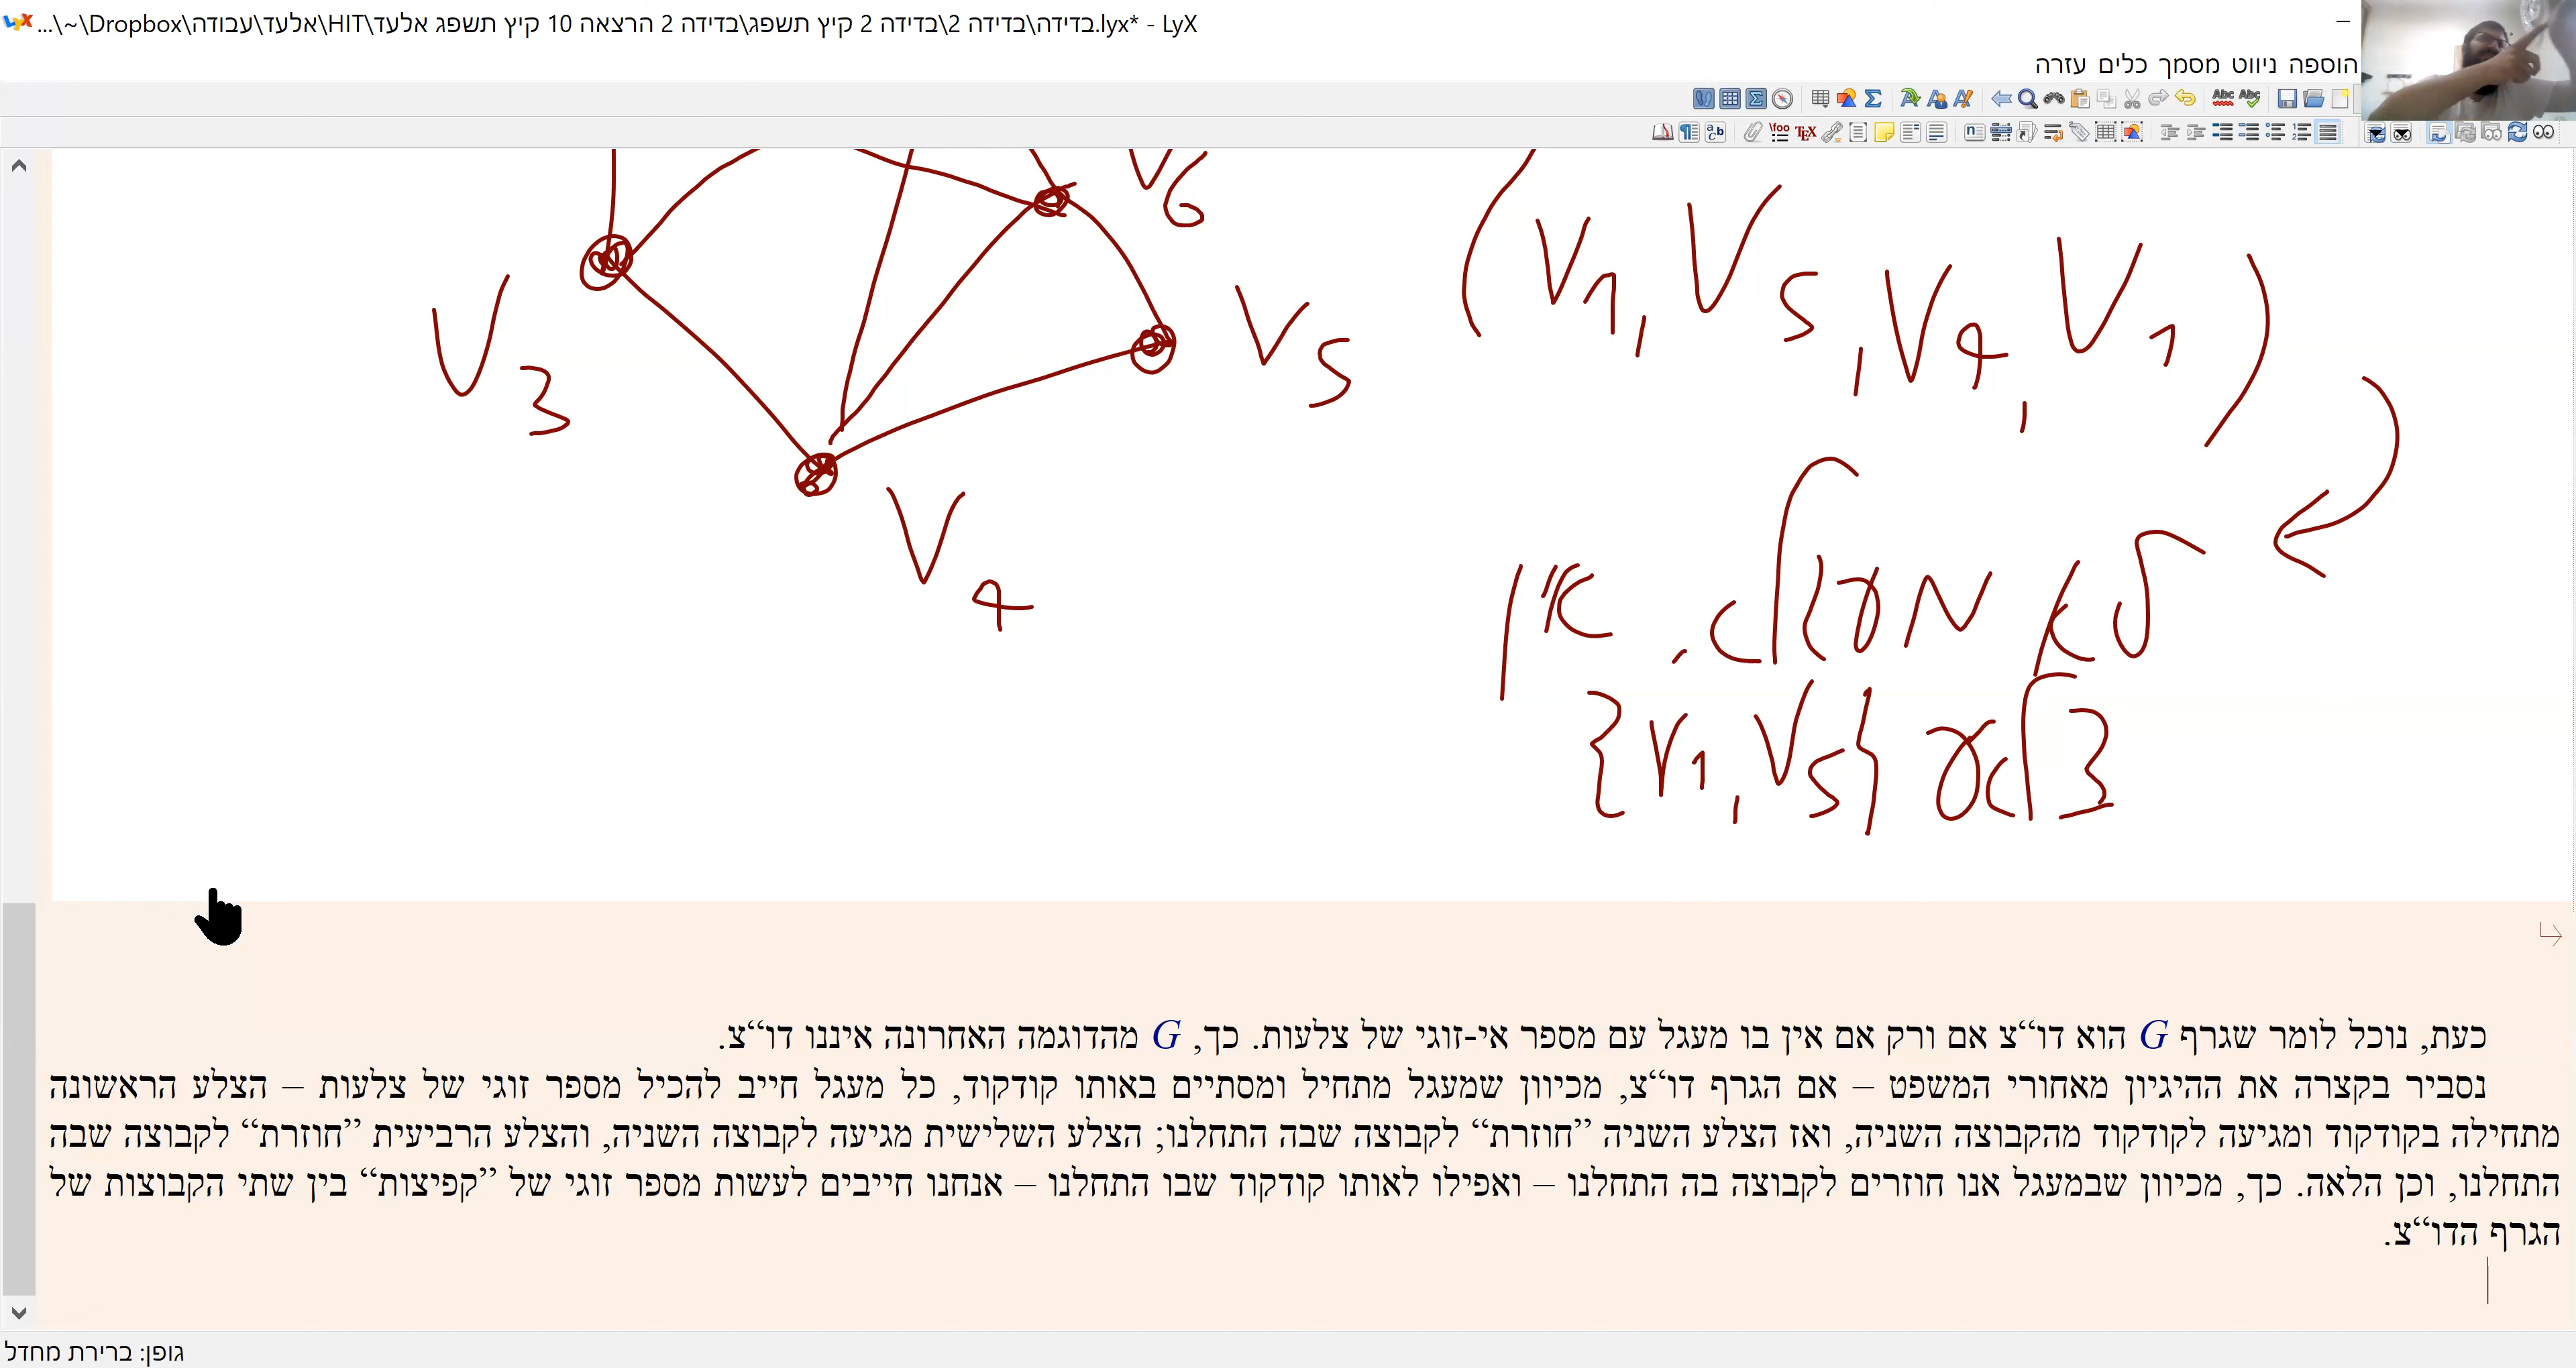 בדידה\בדידה 2\בדידה 2 קיץ תשפג\בדידה 2 הרצאה 10 קיץ תשפג אלעד\HIT\אלעד\עבודה\Dropbox\~\... .lyx* - LyX
הוספה ניווט מסמך כלים עזרה
V6
V3
V5
V4
(V1, V5, V4, V1)
לא מעגל. אין
צלע {V1, V5}
כעת, נוכל לומר שגרף G הוא דו“צ אם ורק אם אין בו מעגל עם מספר אי-זוגי של צלעות. כך, G מהדוגמה האחרונה איננו דו“צ.
נסביר בקצרה את ההיגיון מאחורי המשפט – אם הגרף דו“צ, מכיוון שמעגל מתחיל ומסתיים באותו קודקוד, כל מעגל חייב להכיל מספר זוגי של צלעות – הצלע הראשונה
מתחילה בקודקוד ומגיעה לקודקוד מהקבוצה השניה, ואז הצלע השניה ”חוזרת“ לקבוצה שבה התחלנו; הצלע השלישית מגיעה לקבוצה השניה, והצלע הרביעית ”חוזרת“ לקבוצה שבה
התחלנו, וכן הלאה. כך, מכיוון שבמעגל אנו חוזרים לקבוצה בה התחלנו – ואפילו לאותו קודקוד שבו התחלנו – אנחנו חייבים לעשות מספר זוגי של ”קפיצות“ בין שתי הקבוצות של
הגרף הדו“צ.
גופן: ברירת מחדל